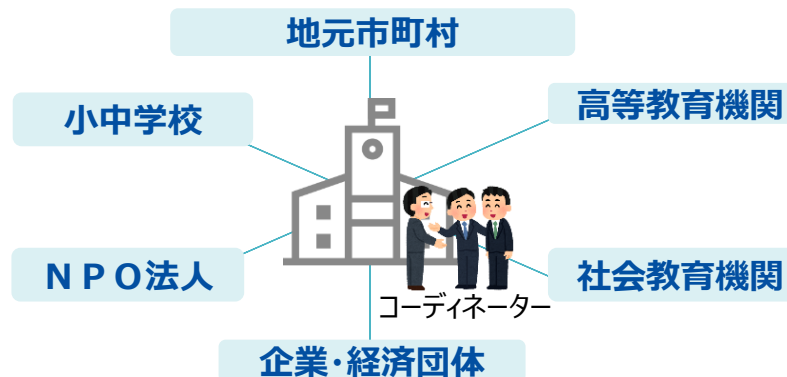 地元市町村
小中学校
高等教育機関
ＮＰＯ法人
社会教育機関
コーディネーター
企業・経済団体